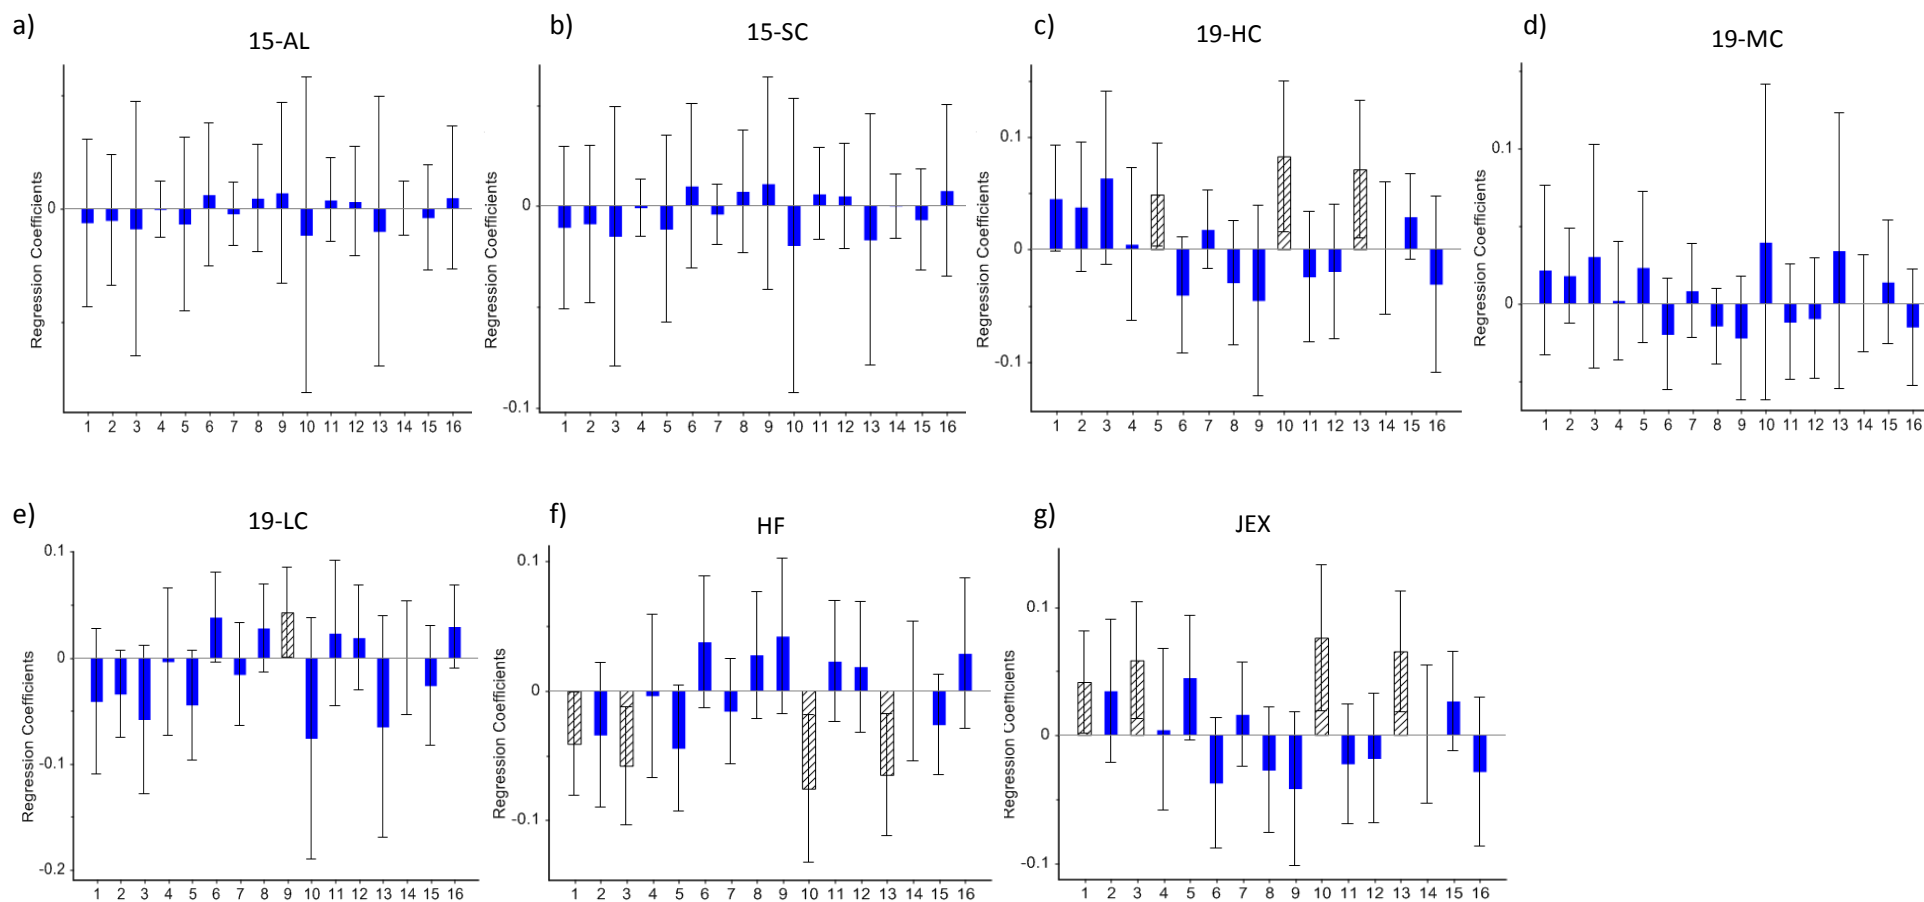 a)
15-AL
Regression Coefficients
0
1 2 3 4 5 6 7 8 9 10 11 12 13 14 15 16
b)
15-SC
Regression Coefficients
0
-0.1
1 2 3 4 5 6 7 8 9 10 11 12 13 14 15 16
c)
19-HC
Regression Coefficients
0.1
0
-0.1
1 2 3 4 5 6 7 8 9 10 11 12 13 14 15 16
d)
19-MC
Regression Coefficients
0.1
0
1 2 3 4 5 6 7 8 9 10 11 12 13 14 15 16
e)
19-LC
Regression Coefficients
0.1
0
-0.1
-0.2
1 2 3 4 5 6 7 8 9 10 11 12 13 14 15 16
f)
HF
Regression Coefficients
0.1
0
-0.1
1 2 3 4 5 6 7 8 9 10 11 12 13 14 15 16
g)
JEX
Regression Coefficients
0.1
0
-0.1
1 2 3 4 5 6 7 8 9 10 11 12 13 14 15 16